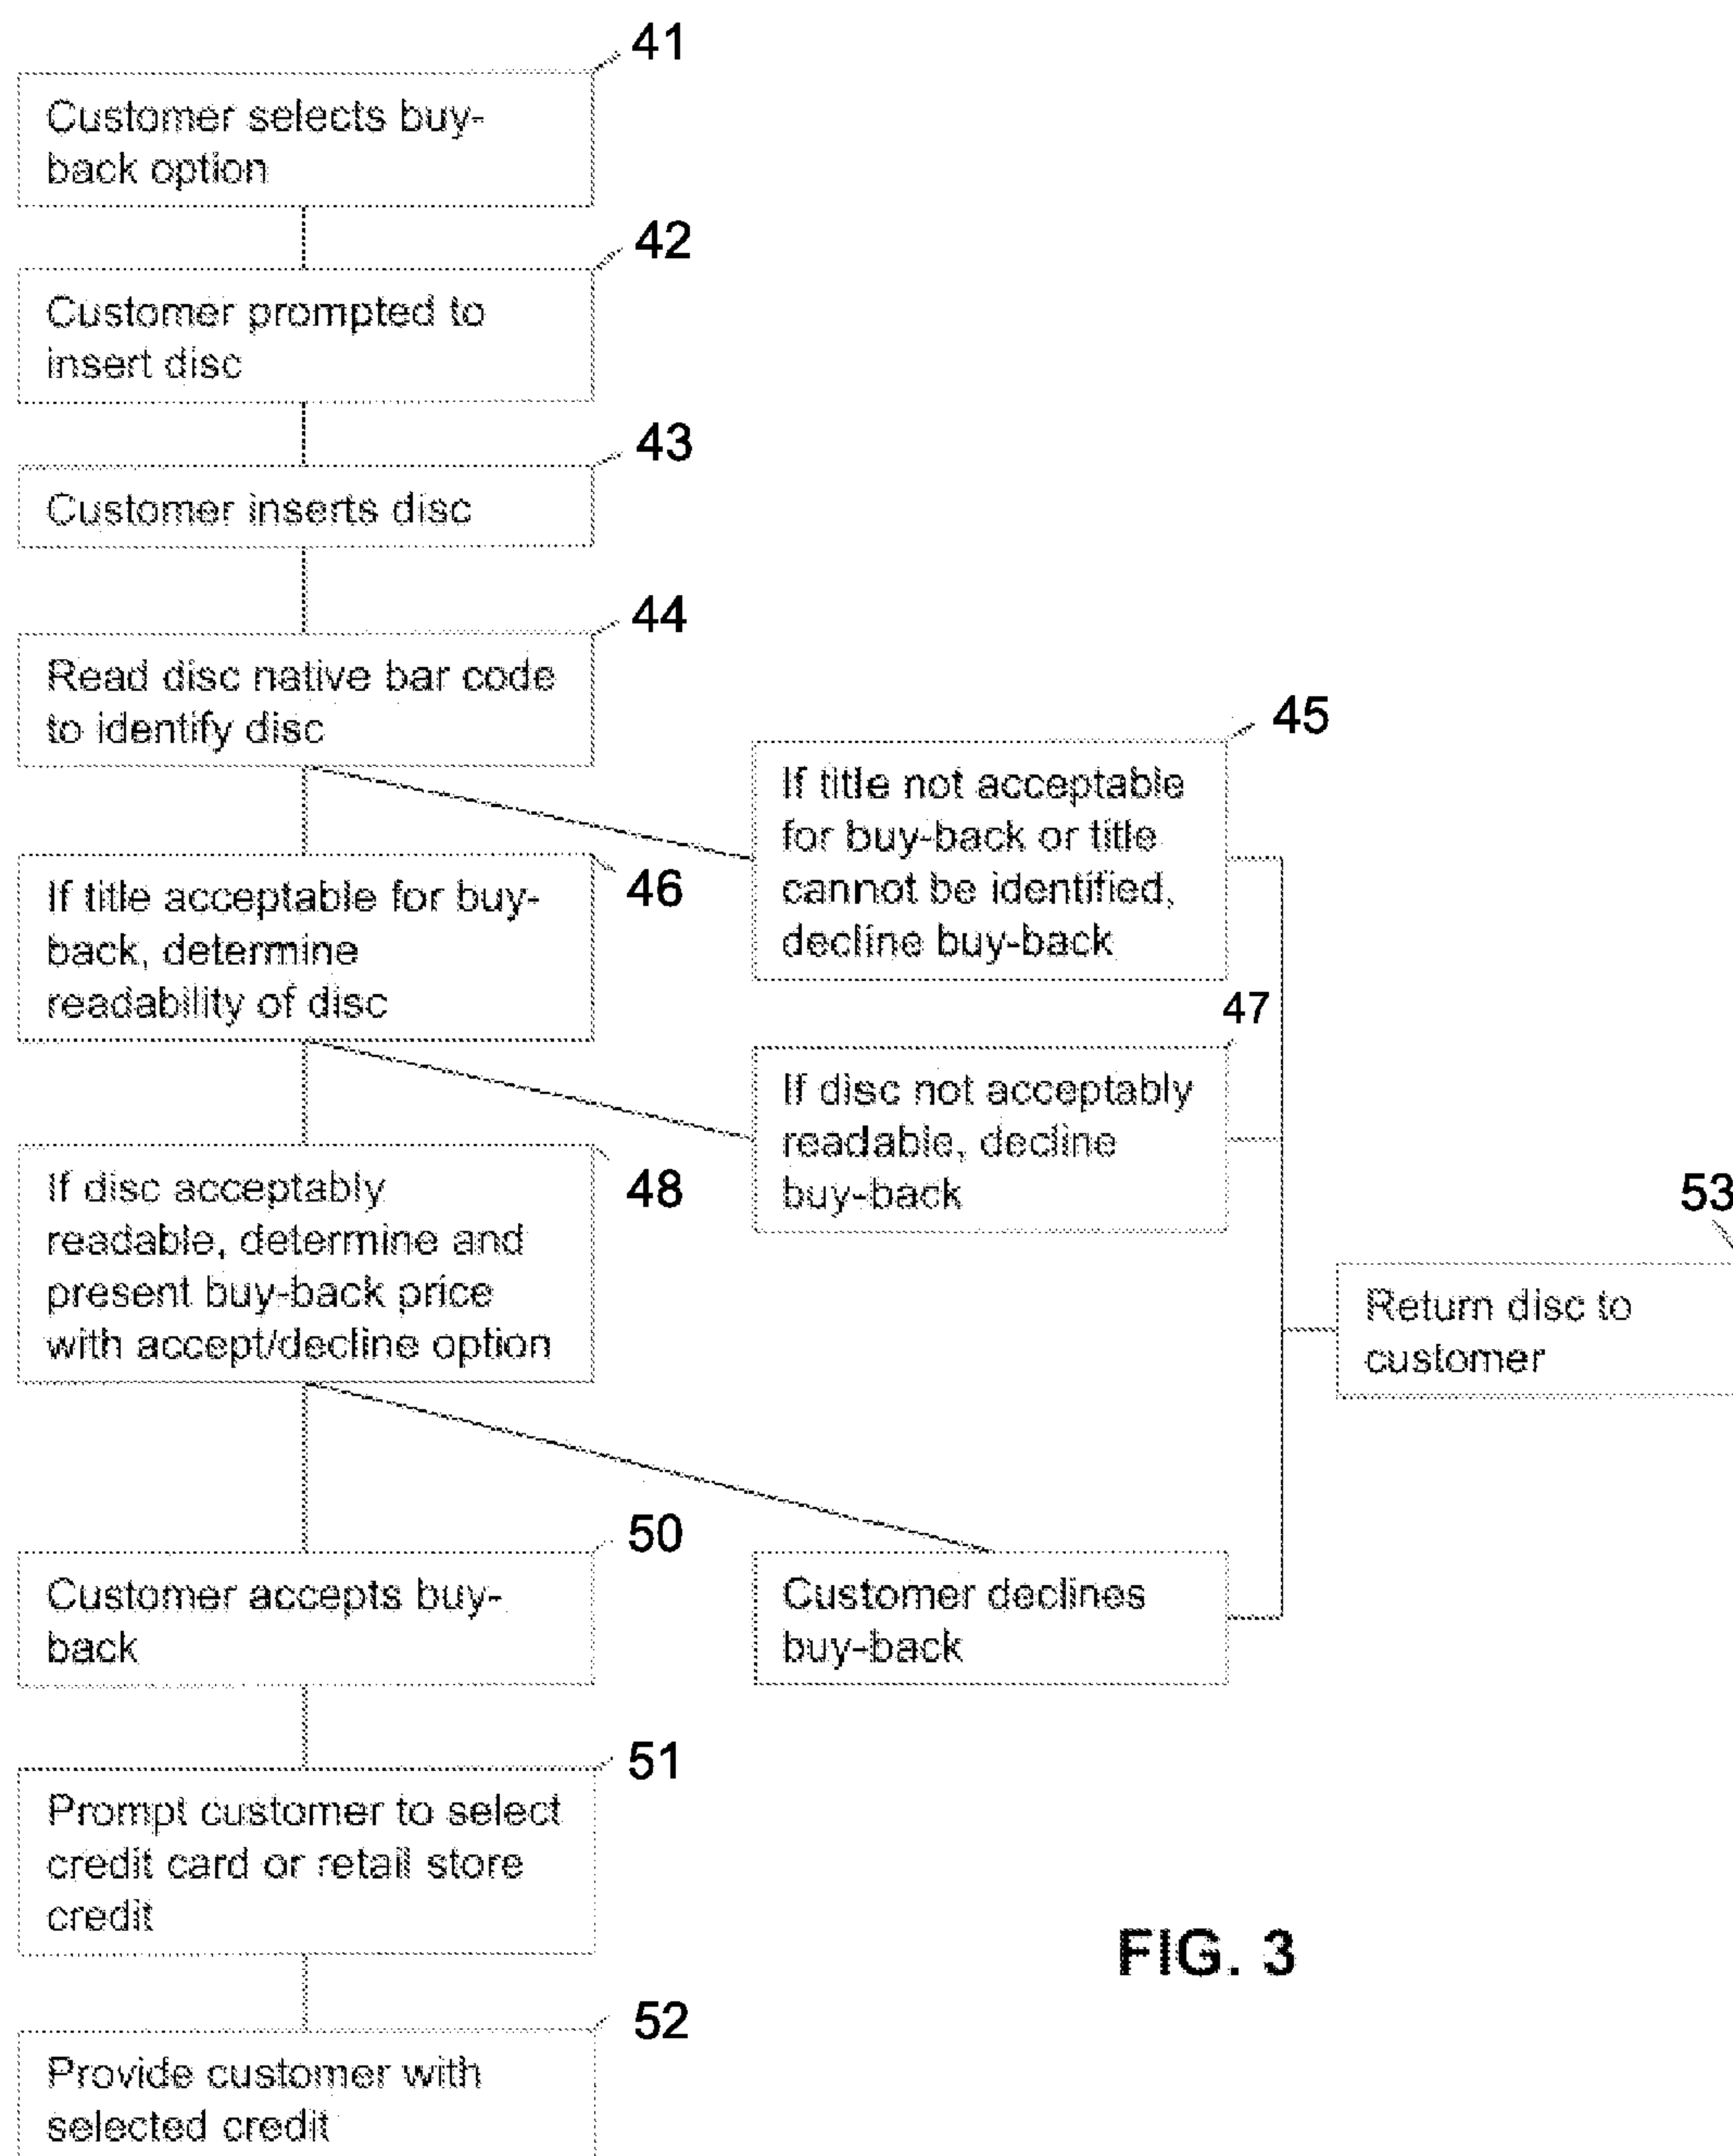 41
Customer selects buy-
back option
42
Customer prompted to
insert disc
43
Customer inserts disc
44
Read disc native bar code
to identify disc
45
If title not acceptable
for buy-back or title
cannot be identified,
decline buy-back
46
If title acceptable for buy-
back, determine
readability of disc
47
If disc not acceptably
readable, decline
buy-back
48
If disc acceptably
readable, determine and
present buy-back price
with accept/decline option
53
Return disc to
customer
50
Customer accepts buy-
back
Customer declines
buy-back
51
Prompt customer to select
credit card or retail store
credit
FIG. 3
52
Provide customer with
selected credit